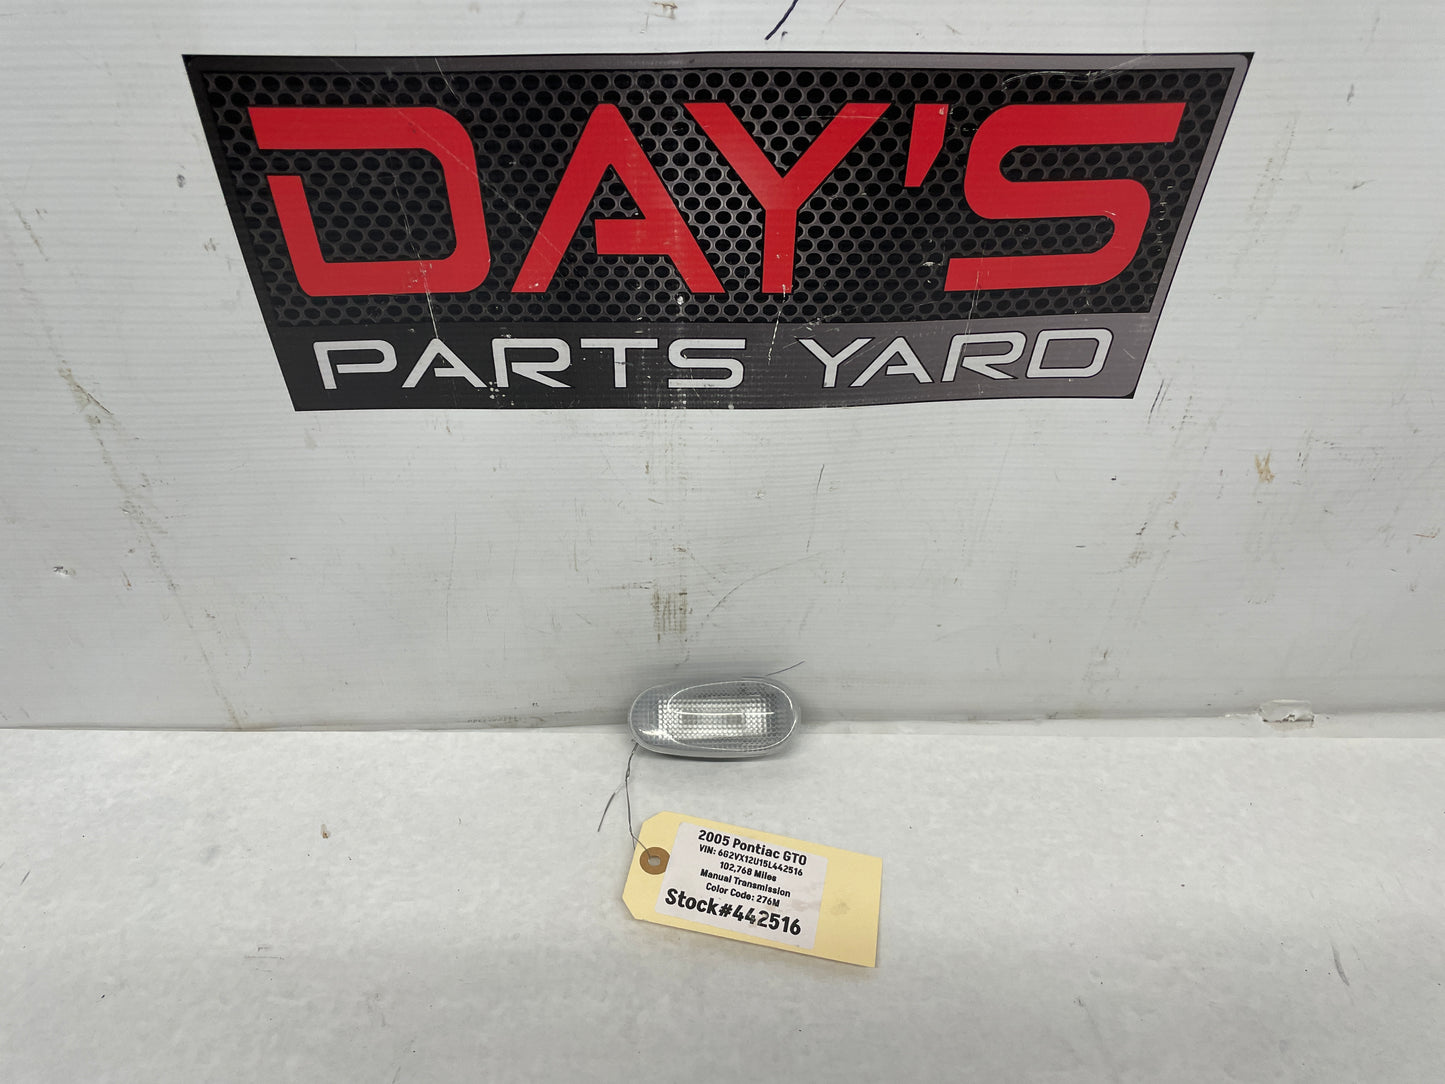 DAY'S
PARTS YARD
2005 Pontiac GTO
VIN: 6G2VX12U15L442516
102,768 Miles
Manual Transmission
Color Code: 276M
Stock#442516